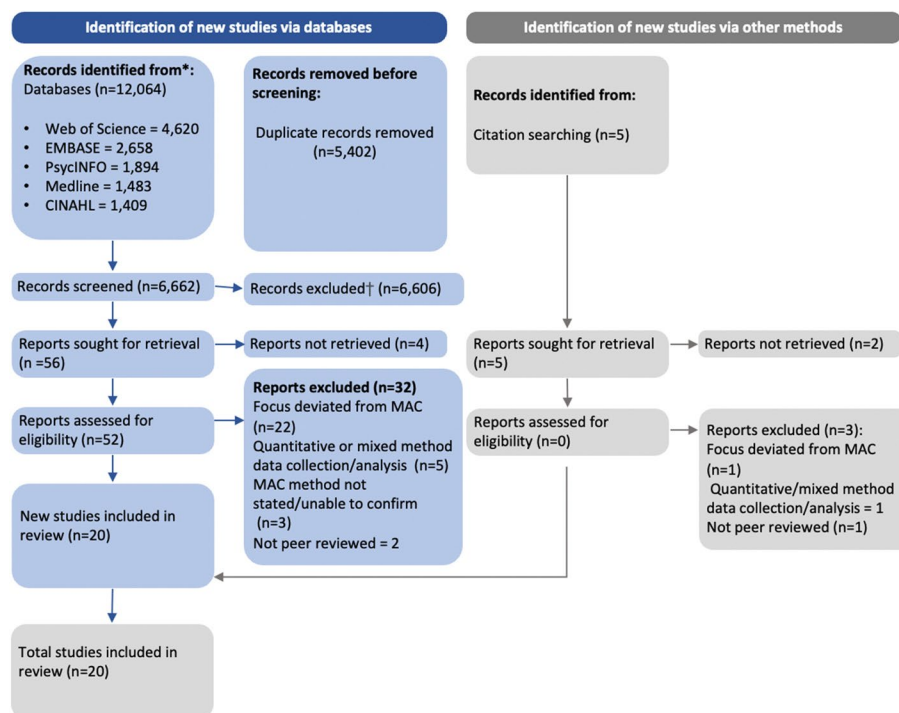 Identification of new studies via databases
Identification of new studies via other methods
Records identified from*:
Databases (n=12,064)
• Web of Science = 4,620
• EMBASE = 2,658
• PsycINFO = 1,894
• Medline = 1,483
• CINAHL = 1,409
Records removed before
screening:
Duplicate records removed
(n=5,402)
Records identified from:
Citation searching (n=5)
Records screened (n=6,662)
Records excluded† (n=6,606)
Reports sought for retrieval
(n =56)
Reports not retrieved (n=4)
Reports sought for retrieval
(n=5)
Reports not retrieved (n=2)
Reports assessed for
eligibility (n=52)
Reports excluded (n=32)
Focus deviated from MAC
(n=22)
Quantitative or mixed method
data collection/analysis (n=5)
MAC method not
stated/unable to confirm
(n=3)
Not peer reviewed = 2
Reports assessed for
eligibility (n=0)
Reports excluded (n=3):
Focus deviated from MAC
(n=1)
Quantitative/mixed method
data collection/analysis = 1
Not peer reviewed (n=1)
New studies included in
review (n=20)
Total studies included in
review (n=20)